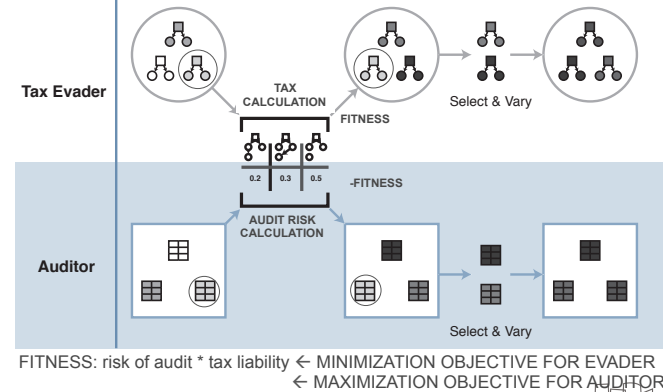 Tax Evader
TAX
CALCULATION
FITNESS
Select & Vary
0.2 0.3 0.5
-FITNESS
AUDIT RISK
CALCULATION
Auditor
Select & Vary
FITNESS: risk of audit * tax liability ← MINIMIZATION OBJECTIVE FOR EVADER
← MAXIMIZATION OBJECTIVE FOR AUDITOR